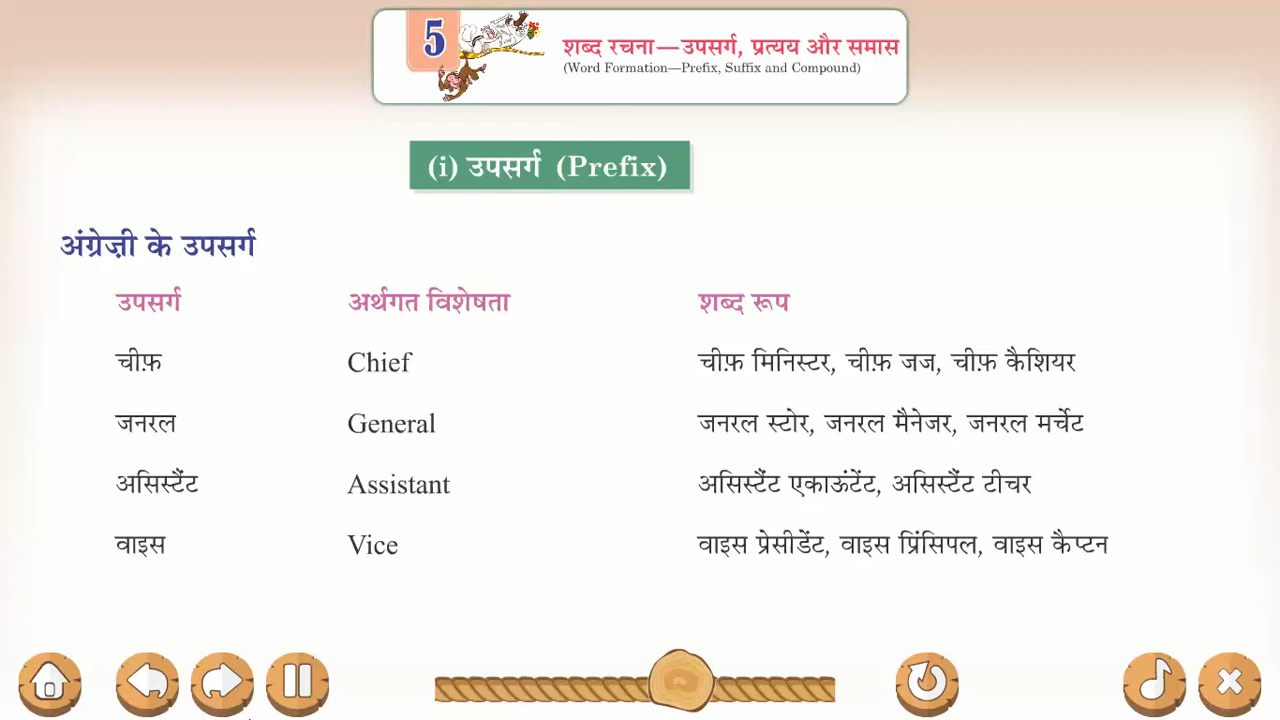 5
शब्द रचना—उपसर्ग, प्रत्यय और समास
(Word Formation—Prefix, Suffix and Compound)
(i) उपसर्ग (Prefix)
अंग्रेज़ी के उपसर्ग
उपसर्ग अर्थगत विशेषता शब्द रूप
चीफ़ Chief चीफ़ मिनिस्टर, चीफ़ जज, चीफ़ कैशियर
जनरल General जनरल स्टोर, जनरल मैनेजर, जनरल मर्चेंट
असिस्टैंट Assistant असिस्टैंट एकाऊंटेंट, असिस्टैंट टीचर
वाइस Vice वाइस प्रेसीडेंट, वाइस प्रिंसिपल, वाइस कैप्टन